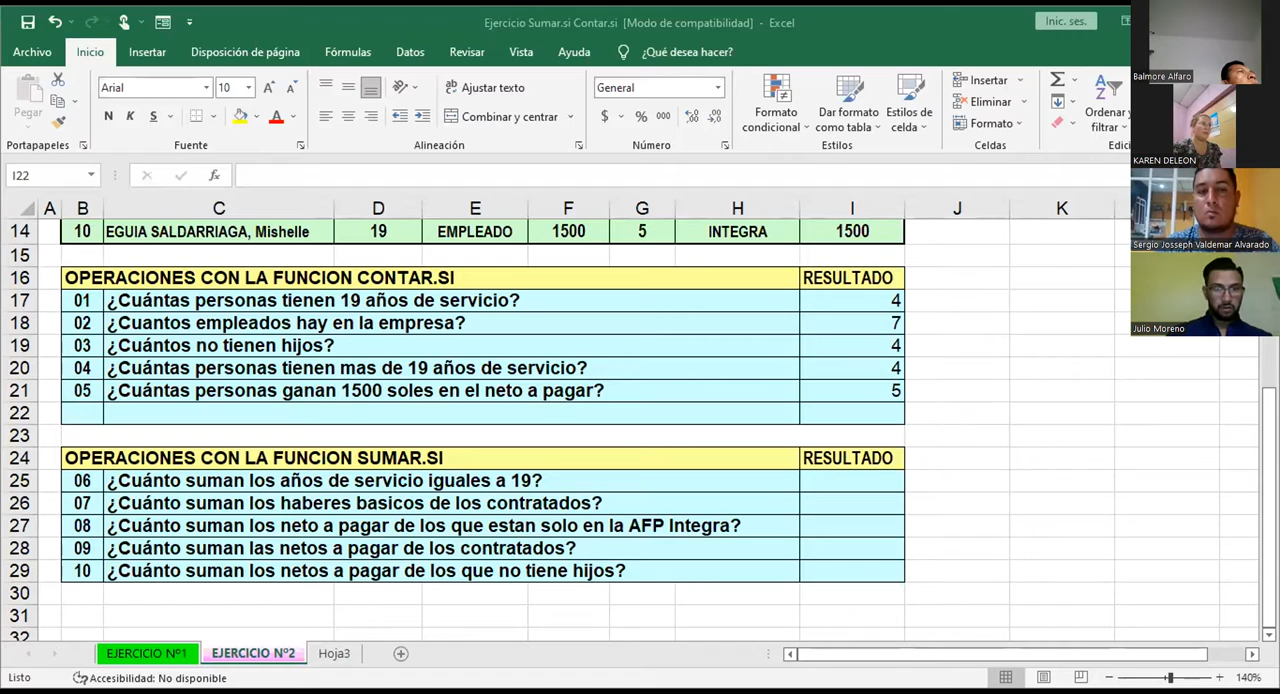 Ejercicio Sumar.si Contar.si [Modo de compatibilidad] - Excel
Inic. ses.
Archivo Inicio Insertar Disposición de página Fórmulas Datos Revisar Vista Ayuda ¿Qué desea hacer?
Pegar
Arial 10
N K S
Ajustar texto
Combinar y centrar
General
$ % 000
Formato condicional
Dar formato como tabla
Estilos de celda
Insertar
Eliminar
Formato
Ordenar y filtrar
Portapapeles Fuente Alineación Número Estilos Celdas
I22 fx
A B C D E F G H I J K
14 10 EGUIA SALDARRIAGA, Mishelle 19 EMPLEADO 1500 5 INTEGRA 1500
15
16 OPERACIONES CON LA FUNCION CONTAR.SI RESULTADO
17 01 ¿Cuántas personas tienen 19 años de servicio? 4
18 02 ¿Cuantos empleados hay en la empresa? 7
19 03 ¿Cuántos no tienen hijos? 4
20 04 ¿Cuántas personas tienen mas de 19 años de servicio? 4
21 05 ¿Cuántas personas ganan 1500 soles en el neto a pagar? 5
22
23
24 OPERACIONES CON LA FUNCION SUMAR.SI RESULTADO
25 06 ¿Cuánto suman los años de servicio iguales a 19?
26 07 ¿Cuánto suman los haberes basicos de los contratados?
27 08 ¿Cuánto suman los neto a pagar de los que estan solo en la AFP Integra?
28 09 ¿Cuánto suman las netos a pagar de los contratados?
29 10 ¿Cuánto suman los netos a pagar de los que no tiene hijos?
30
31
32
EJERCICIO Nº1 EJERCICIO Nº2 Hoja3
Listo Accesibilidad: No disponible 140%
Balmore Alfaro
KAREN DELEON
Sergio Josseph Valdemar Alvarado
Julio Moreno